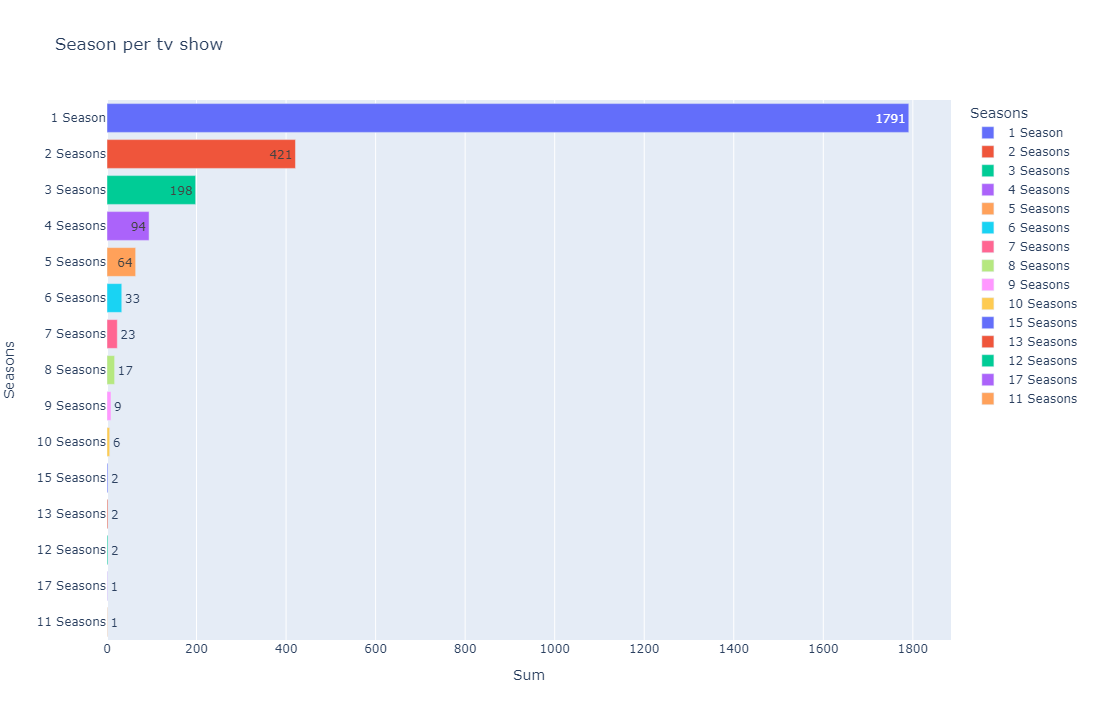 Season per tv show
1 Season 1791
2 Seasons 421
3 Seasons 198
4 Seasons 94
5 Seasons 64
6 Seasons 33
7 Seasons 23
8 Seasons 17
9 Seasons 9
10 Seasons 6
15 Seasons 2
13 Seasons 2
12 Seasons 2
17 Seasons 1
11 Seasons 1
Seasons
0 200 400 600 800 1000 1200 1400 1600 1800
Sum
Seasons
1 Season
2 Seasons
3 Seasons
4 Seasons
5 Seasons
6 Seasons
7 Seasons
8 Seasons
9 Seasons
10 Seasons
15 Seasons
13 Seasons
12 Seasons
17 Seasons
11 Seasons